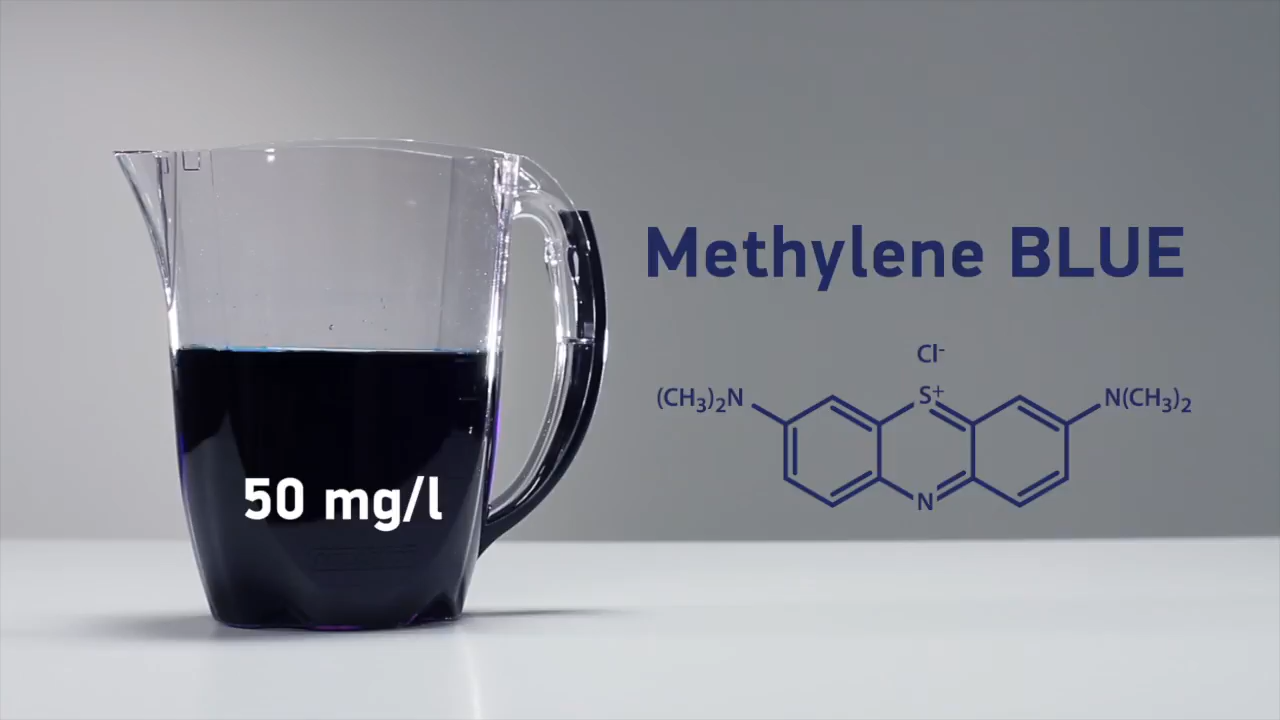 Methylene BLUE
Cl⁻
(CH₃)₂N
S⁺
N(CH₃)₂
N
50 mg/l